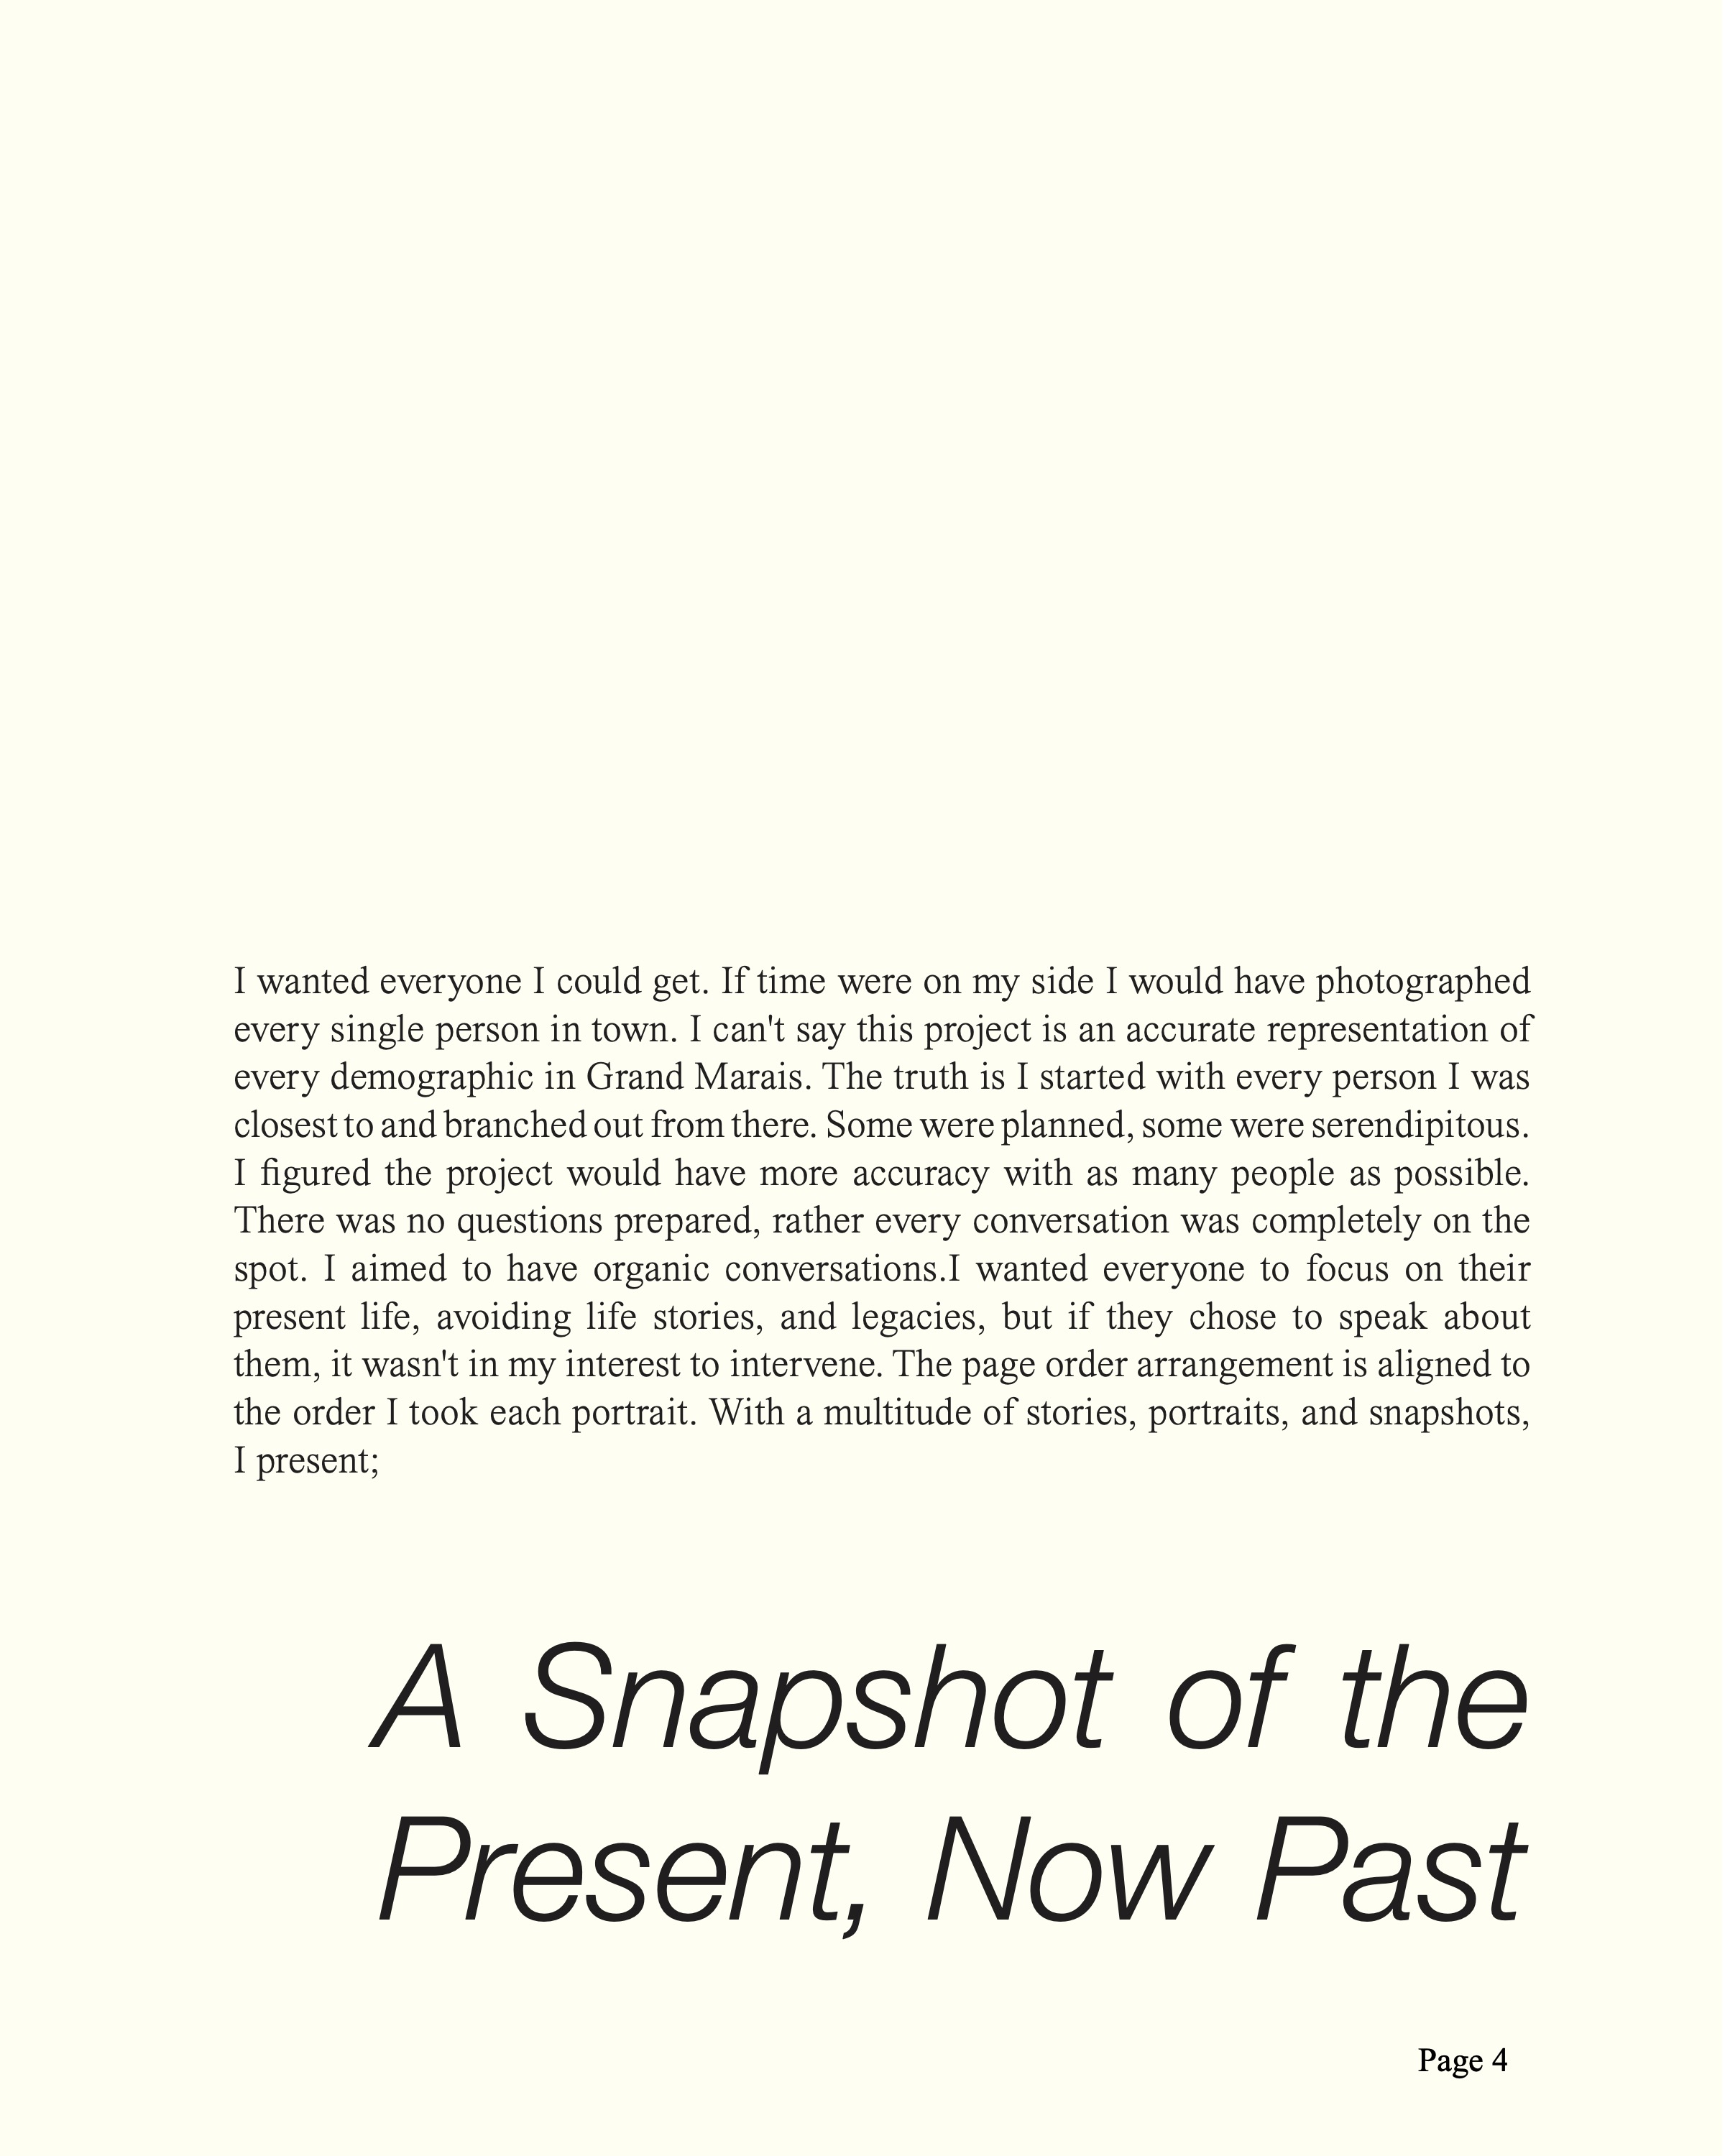 I wanted everyone I could get. If time were on my side I would have photographed
every single person in town. I can't say this project is an accurate representation of
every demographic in Grand Marais. The truth is I started with every person I was
closest to and branched out from there. Some were planned, some were serendipitous.
I figured the project would have more accuracy with as many people as possible.
There was no questions prepared, rather every conversation was completely on the
spot. I aimed to have organic conversations.I wanted everyone to focus on their
present life, avoiding life stories, and legacies, but if they chose to speak about
them, it wasn't in my interest to intervene. The page order arrangement is aligned to
the order I took each portrait. With a multitude of stories, portraits, and snapshots,
I present;
A Snapshot of the
Present, Now Past
Page 4